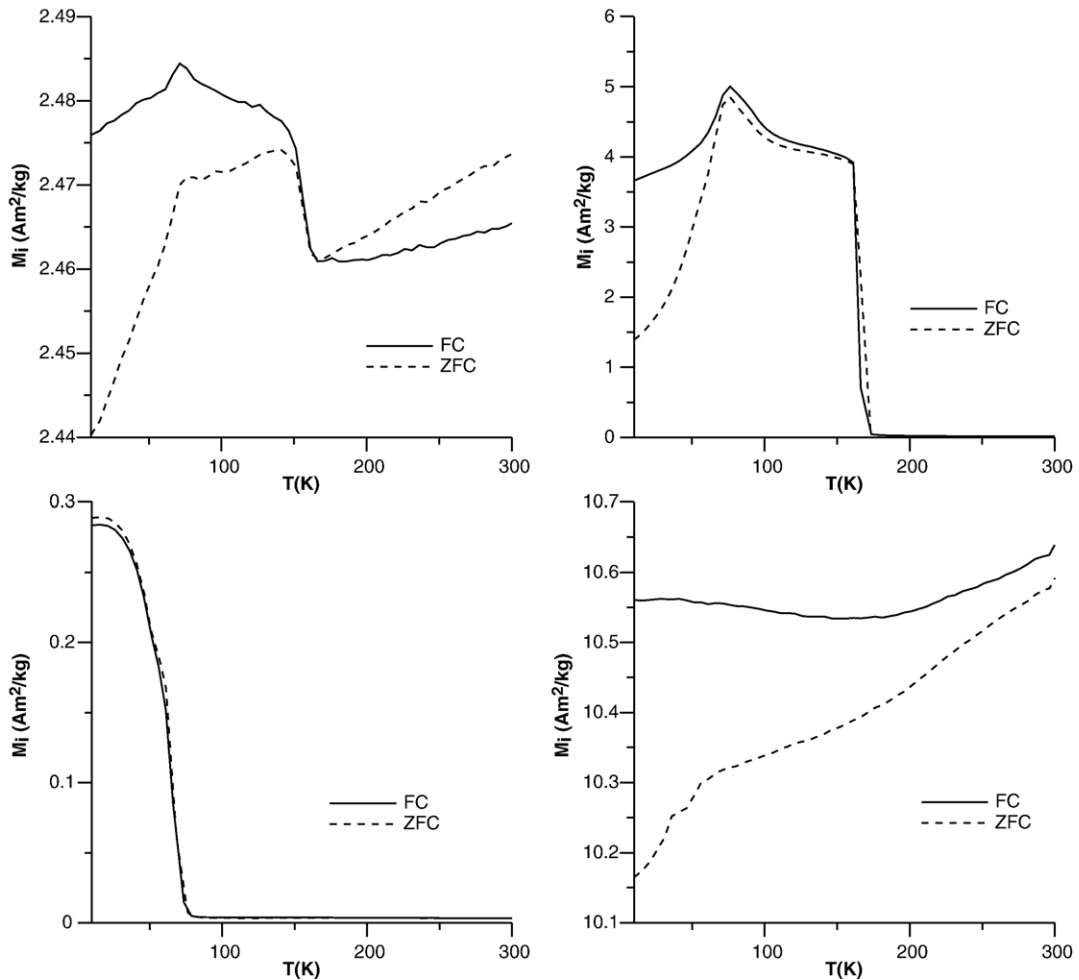 2.49
2.48
2.47
2.46
2.45
2.44
Mi (Am²/kg)
FC
ZFC
100
200
300
T(K)
6
5
4
3
2
1
0
Mi (Am²/kg)
FC
ZFC
100
200
300
T(K)
0.3
0.2
0.1
0
Mi (Am²/kg)
FC
ZFC
100
200
300
T(K)
10.7
10.6
10.5
10.4
10.3
10.2
10.1
Mi (Am²/kg)
FC
ZFC
100
200
300
T(K)